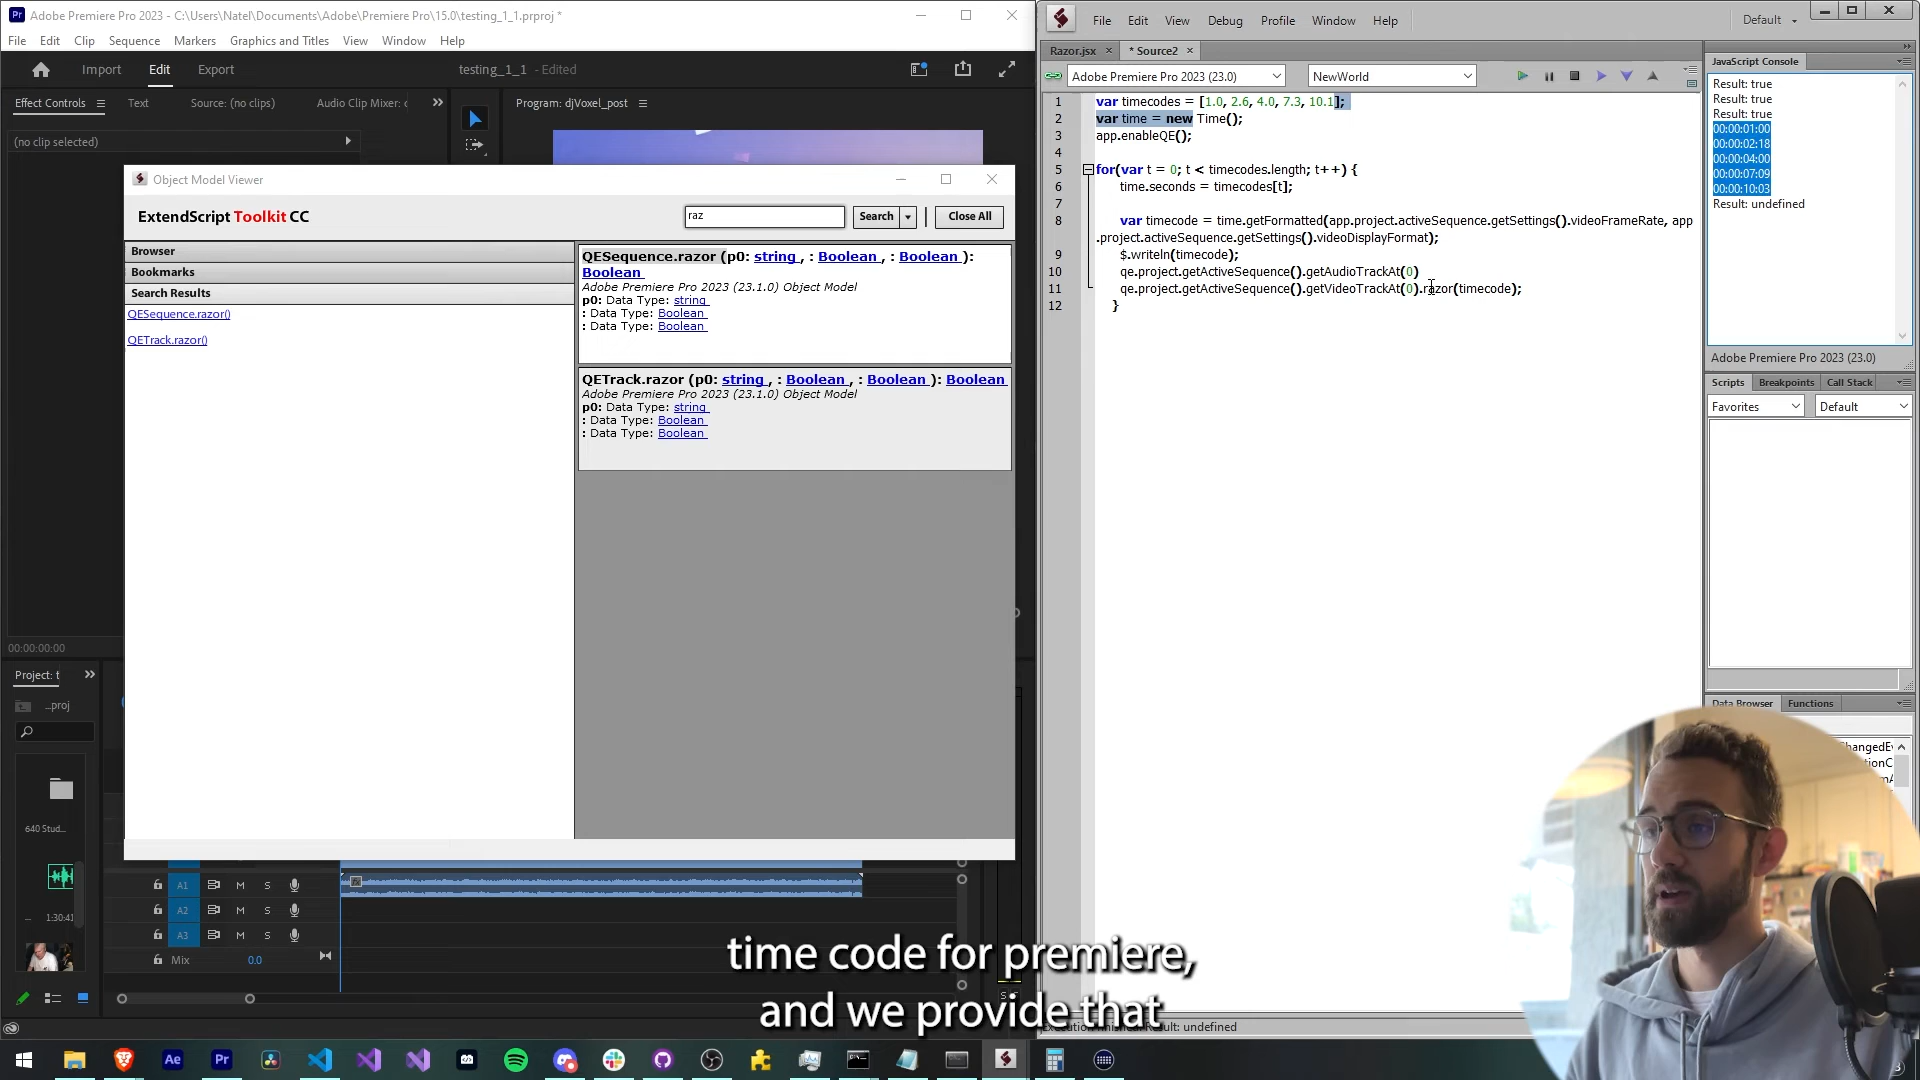 Adobe Premiere Pro 2023 - C:\Users\Natel\Documents\Adobe\Premiere Pro\15.0\testing_1_1.prproj *
File Edit Clip Sequence Markers Graphics and Titles View Window Help
Import Edit Export
testing_1_1 - Edited
Effect Controls Text Source: (no clips) Audio Clip Mixer:
Program: djVoxel_post
(no clip selected)
Object Model Viewer
ExtendScript Toolkit CC
raz
Search
Close All
Browser
Bookmarks
Search Results
QESequence.razor()
QETrack.razor()
QESequence.razor (p0: string , : Boolean , : Boolean ):
Boolean
Adobe Premiere Pro 2023 (23.1.0) Object Model
p0: Data Type: string
: Data Type: Boolean
: Data Type: Boolean
QETrack.razor (p0: string , : Boolean , : Boolean ): Boolean
Adobe Premiere Pro 2023 (23.1.0) Object Model
p0: Data Type: string
: Data Type: Boolean
: Data Type: Boolean
00:00:00:00
Project: t
...proj
640 Stud...
1:30:41
A1 M S
A2 M S
A3 M S
Mix 0.0
S S
File Edit View Debug Profile Window Help
Default
Razor.jsx
* Source2
Adobe Premiere Pro 2023 (23.0)
NewWorld
1 var timecodes = [1.0, 2.6, 4.0, 7.3, 10.1];
2 var time = new Time();
3 app.enableQE();
4
5 for(var t = 0; t < timecodes.length; t++) {
6 time.seconds = timecodes[t];
7
8 var timecode = time.getFormatted(app.project.activeSequence.getSettings().videoFrameRate, app
.project.activeSequence.getSettings().videoDisplayFormat);
9 $.writeln(timecode);
10 qe.project.getActiveSequence().getAudioTrackAt(0)
11 qe.project.getActiveSequence().getVideoTrackAt(0).razor(timecode);
12 }
JavaScript Console
Result: true
Result: true
Result: true
00:00:01:00
00:00:02:18
00:00:04:00
00:00:07:09
00:00:10:03
Result: undefined
Adobe Premiere Pro 2023 (23.0)
Scripts Breakpoints Call Stack
Favorites
Default
Data Browser Functions
Result: undefined
time code for premiere,
and we provide that
Ae
Pr